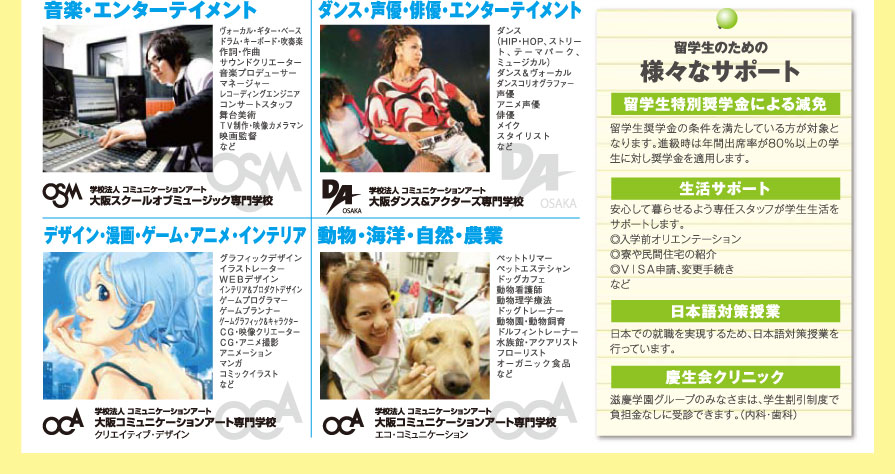 音楽・エンターテイメント
ヴォーカル・ギター・ベース
ドラム・キーボード・吹奏楽
作詞・作曲
サウンドクリエーター
音楽プロデューサー
マネージャー
レコーディングエンジニア
コンサートスタッフ
舞台美術
TV制作・映像カメラマン
映画監督
など
OSM
OSM
学校法人 コミュニケーションアート
大阪スクールオブミュージック専門学校
ダンス・声優・俳優・エンターテイメント
ダンス
(HIP・HOP、ストリー
ト、テーマパーク、
ミュージカル)
ダンス&ヴォーカル
ダンスコリオグラファー
声優
アニメ声優
俳優
メイク
スタイリスト
など
DA
OSAKA
DA
OSAKA
学校法人 コミュニケーションアート
大阪ダンス&アクターズ専門学校
デザイン・漫画・ゲーム・アニメ・インテリア
グラフィックデザイン
イラストレーター
WEBデザイン
インテリア&プロダクトデザイン
ゲームプログラマー
ゲームプランナー
ゲームグラフィック&キャラクター
CG・映像クリエーター
CG・アニメ撮影
アニメーション
マンガ
コミックイラスト
など
OCA
OCA
学校法人 コミュニケーションアート
大阪コミュニケーションアート専門学校
クリエイティブ・デザイン
動物・海洋・自然・農業
ペットトリマー
ペットエステシャン
ドッグカフェ
動物看護師
動物理学療法
ドッグトレーナー
動物園・動物飼育
ドルフィントレーナー
水族館・アクアリスト
フローリスト
オーガニック食品
など
OCA
OCA
学校法人 コミュニケーションアート
大阪コミュニケーションアート専門学校
エコ・コミュニケーション
留学生のための
様々なサポート
留学生特別奨学金による減免
留学生奨学金の条件を満たしている方が対象と
なります。進級時は年間出席率が80%以上の学
生に対し奨学金を適用します。
生活サポート
安心して暮らせるよう専任スタッフが学生生活を
サポートします。
◎入学前オリエンテーション
◎寮や民間住宅の紹介
◎VISA申請、変更手続き
など
日本語対策授業
日本での就職を実現するため、日本語対策授業を
行っています。
慶生会クリニック
滋慶学園グループのみなさまは、学生割引制度で
負担金なしに受診できます。(内科・歯科)